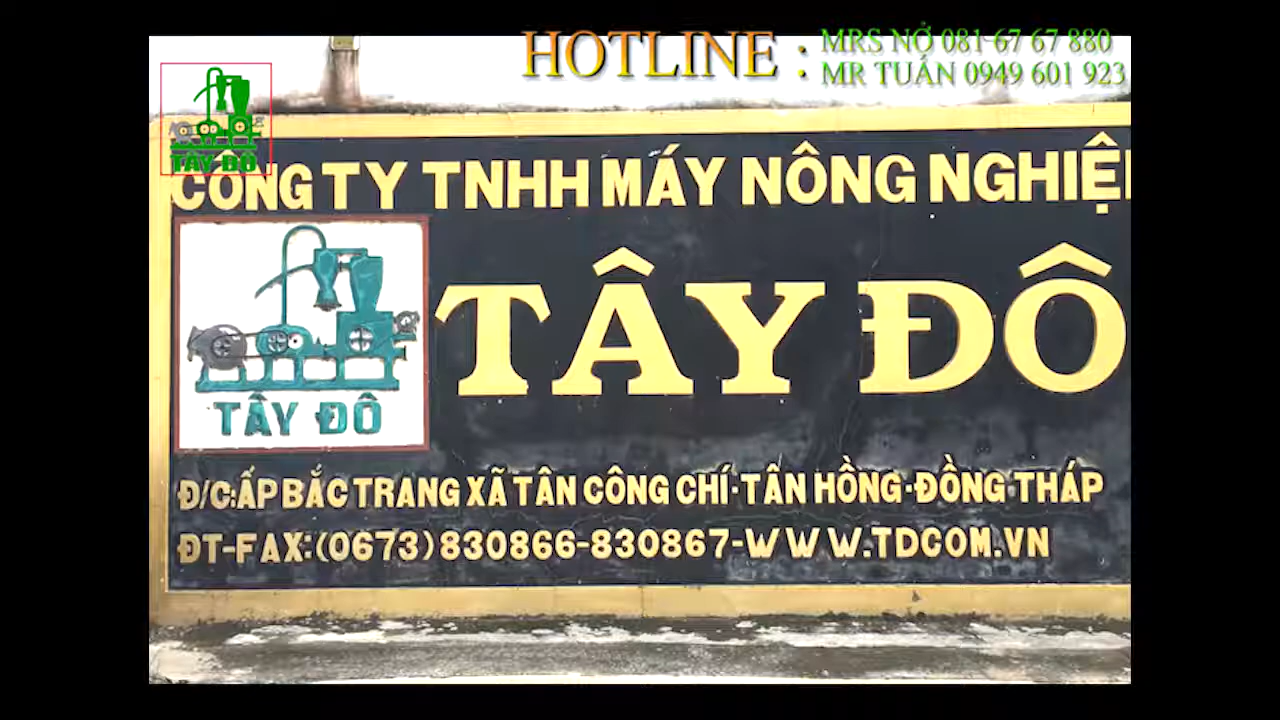 HOTLINE : MRS NỞ 081 67 67 880
MR TUẤN 0949 601 923
TÂY ĐÔ
CÔNG TY TNHH MÁY NÔNG NGHIỆ
TÂY ĐÔ
TÂY ĐÔ
Đ/C:ẤP BẮC TRANG XÃ TÂN CÔNG CHÍ-TÂN HỒNG-ĐỒNG THÁP
ĐT-FAX:(0673)830866-830867-WWW.TDCOM.VN